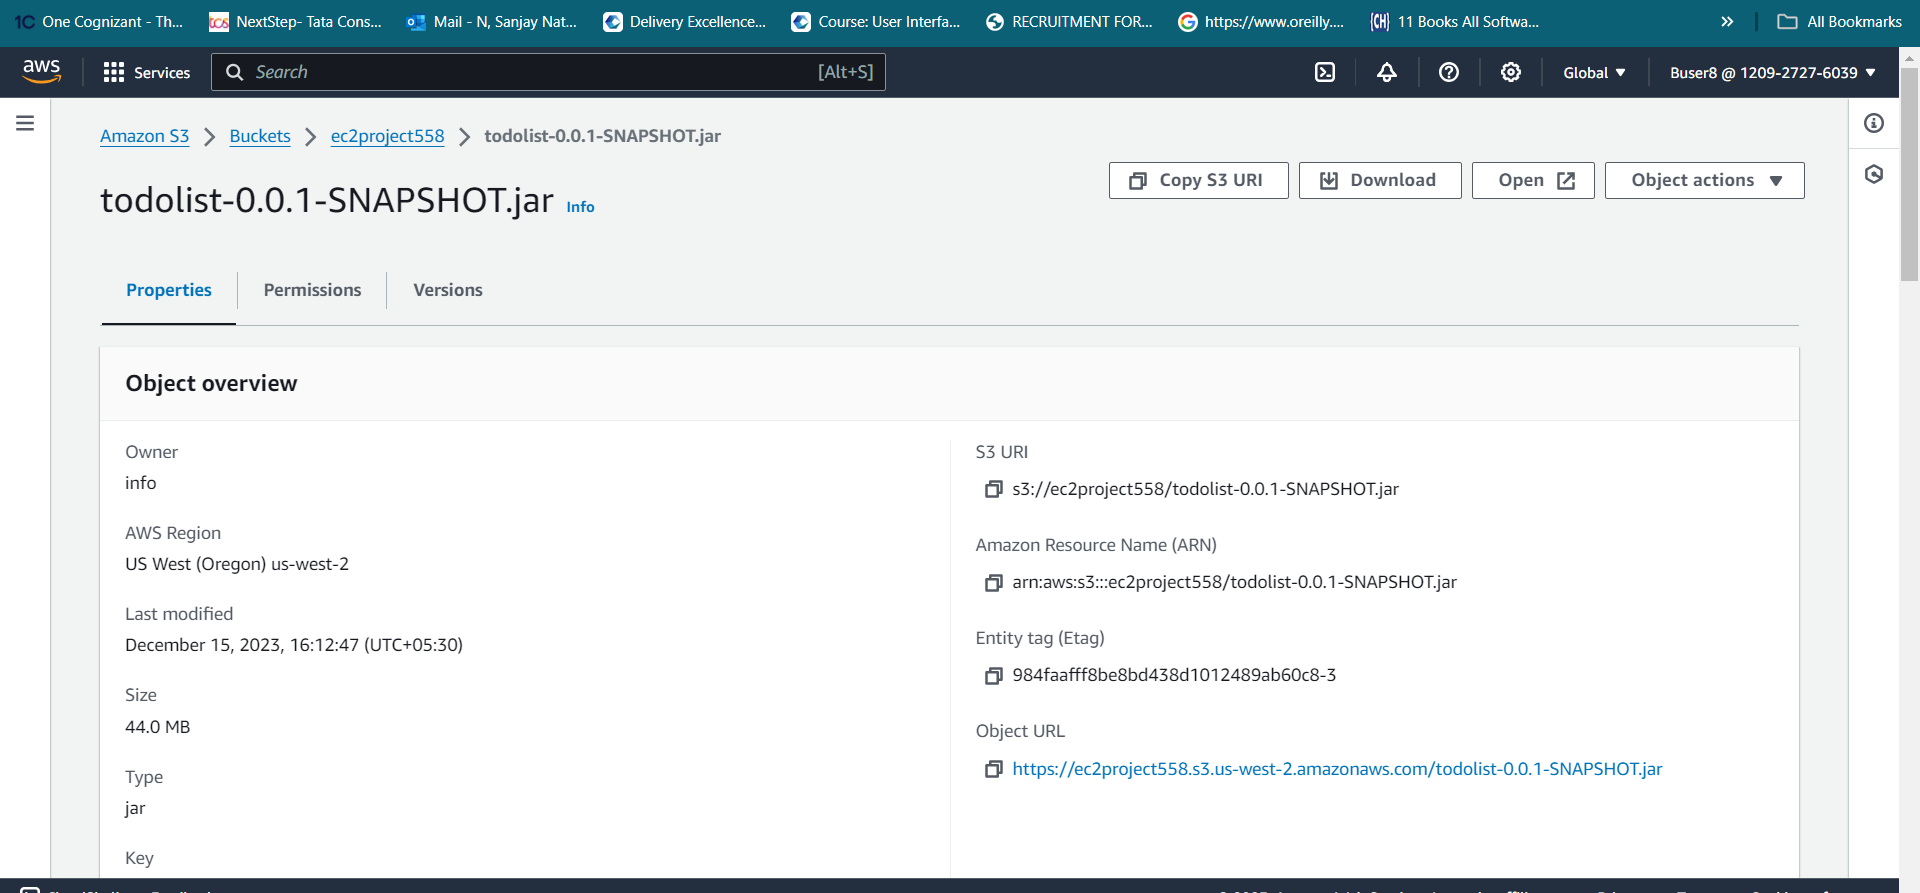 1C One Cognizant - Th... tcs NextStep- Tata Cons... Mail - N, Sanjay Nat... Delivery Excellence... Course: User Interfa... RECRUITMENT FOR... https://www.oreilly.... {CH} 11 Books All Softwa... » All Bookmarks
aws Services Search [Alt+S] Global Buser8 @ 1209-2727-6039
Amazon S3 Buckets ec2project558 todolist-0.0.1-SNAPSHOT.jar
todolist-0.0.1-SNAPSHOT.jar Info
Copy S3 URI Download Open Object actions
Properties Permissions Versions
Object overview
Owner
info
AWS Region
US West (Oregon) us-west-2
Last modified
December 15, 2023, 16:12:47 (UTC+05:30)
Size
44.0 MB
Type
jar
Key
S3 URI
s3://ec2project558/todolist-0.0.1-SNAPSHOT.jar
Amazon Resource Name (ARN)
arn:aws:s3:::ec2project558/todolist-0.0.1-SNAPSHOT.jar
Entity tag (Etag)
984faafff8be8bd438d1012489ab60c8-3
Object URL
https://ec2project558.s3.us-west-2.amazonaws.com/todolist-0.0.1-SNAPSHOT.jar